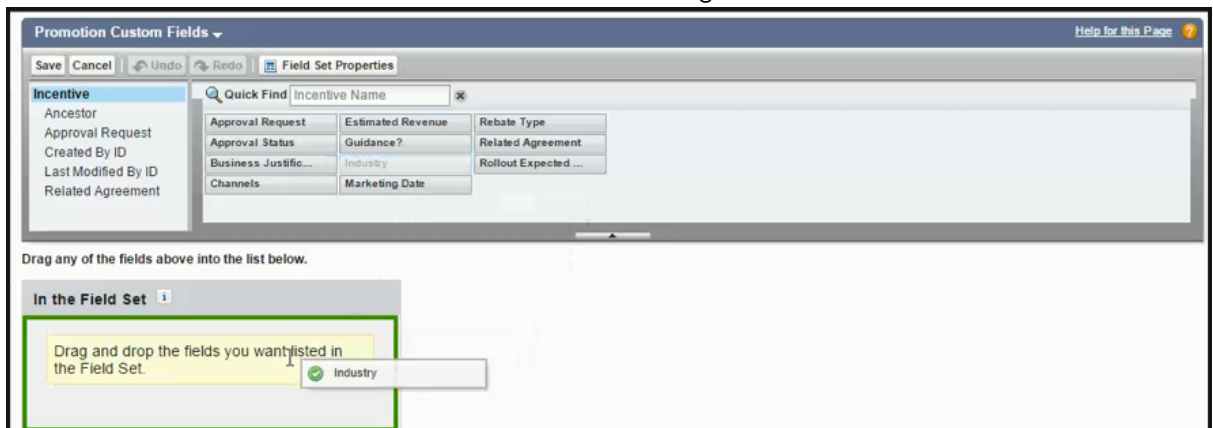 Promotion Custom Fields
Help for this Page
Save Cancel Undo Redo Field Set Properties
Incentive
Ancestor
Approval Request
Created By ID
Last Modified By ID
Related Agreement
Quick Find Incentive Name
Approval Request Estimated Revenue Rebate Type
Approval Status Guidance? Related Agreement
Business Justific... Industry Rollout Expected ...
Channels Marketing Date
Drag any of the fields above into the list below.
In the Field Set
Drag and drop the fields you want listed in
the Field Set.
Industry